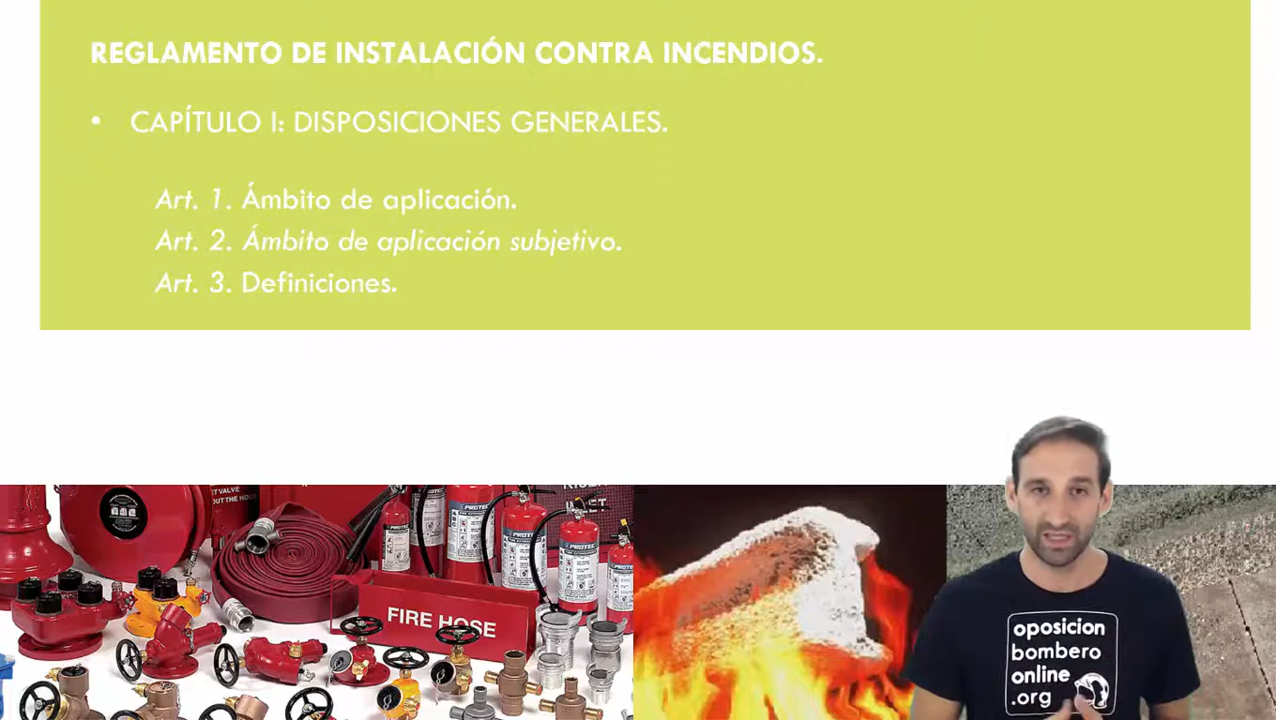 REGLAMENTO DE INSTALACIÓN CONTRA INCENDIOS.
• CAPÍTULO I: DISPOSICIONES GENERALES.
Art. 1. Ámbito de aplicación.
Art. 2. Ámbito de aplicación subjetivo.
Art. 3. Definiciones.
FIRE HOSE
oposicion
bombero
online
.org